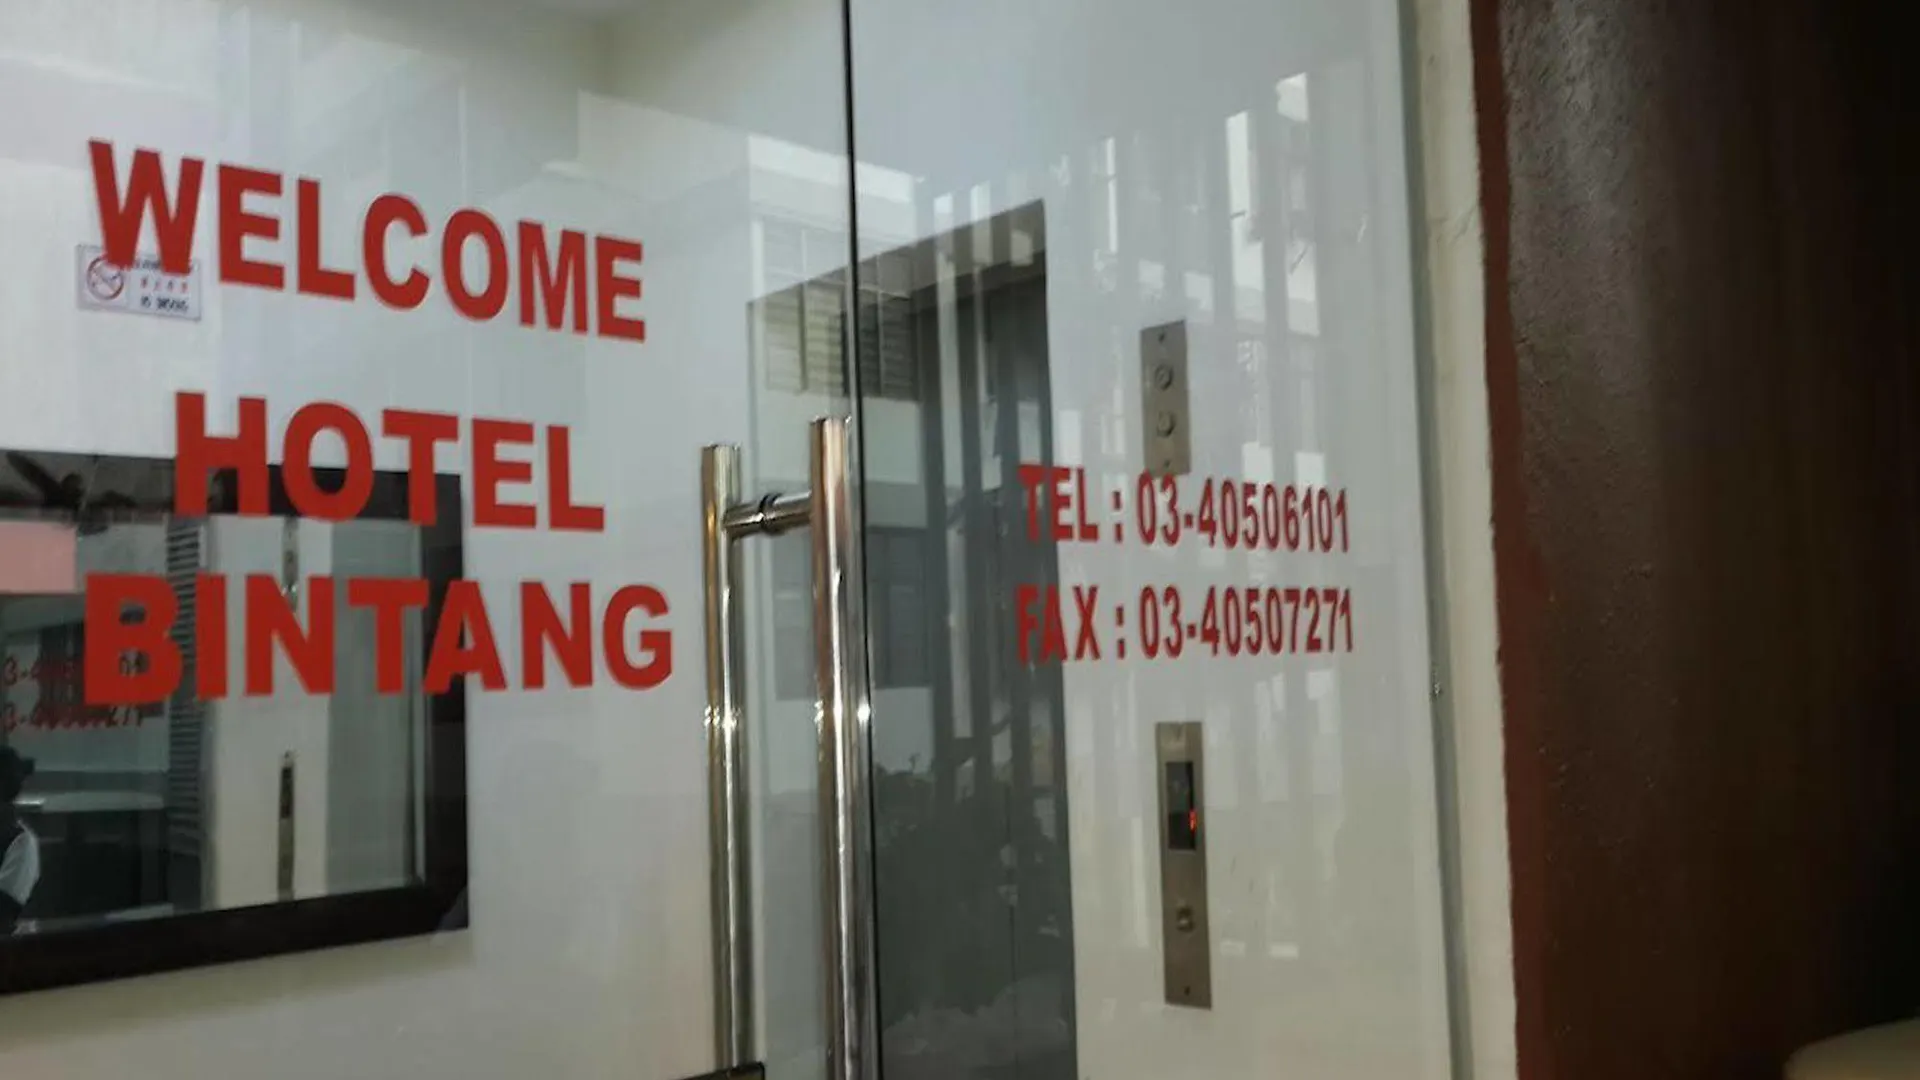 WELCOME
HOTEL
BINTANG
TEL : 03-40506101
FAX : 03-40507271